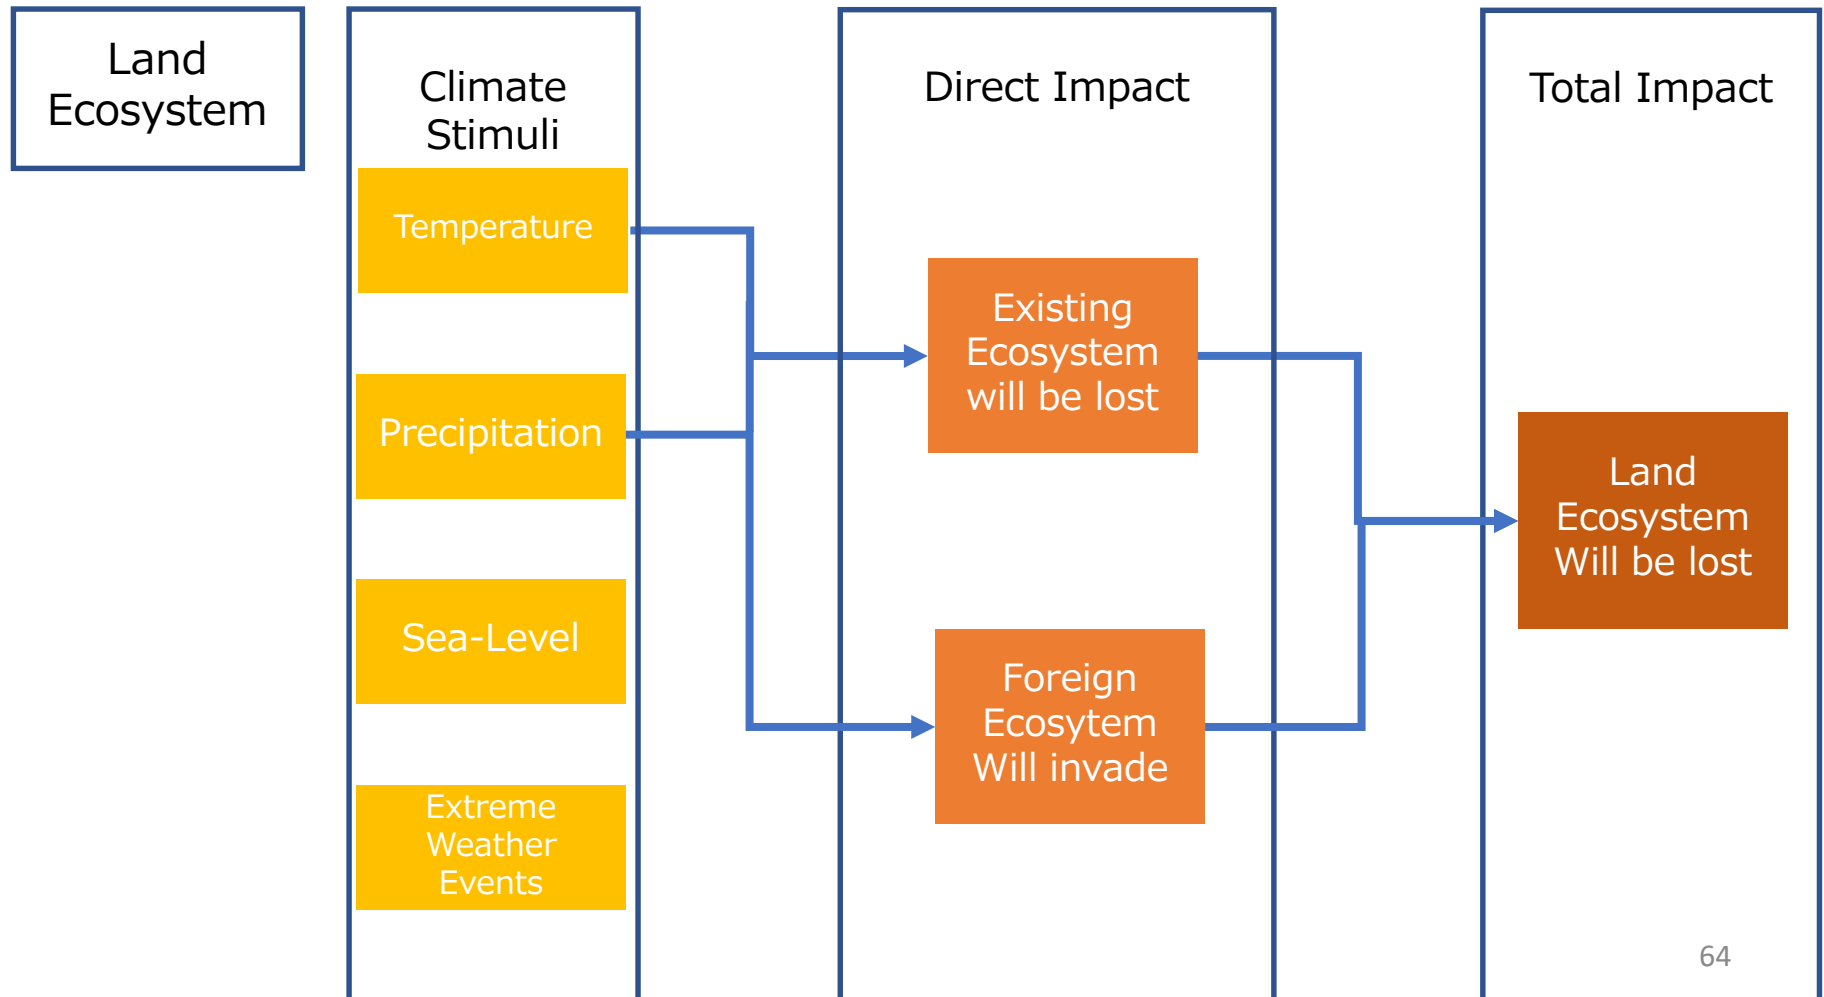 Land
Ecosystem
Climate
Stimuli
Temperature
Precipitation
Sea-Level
Extreme
Weather
Events
Direct Impact
Existing
Ecosystem
will be lost
Foreign
Ecosytem
Will invade
Total Impact
Land
Ecosystem
Will be lost
64